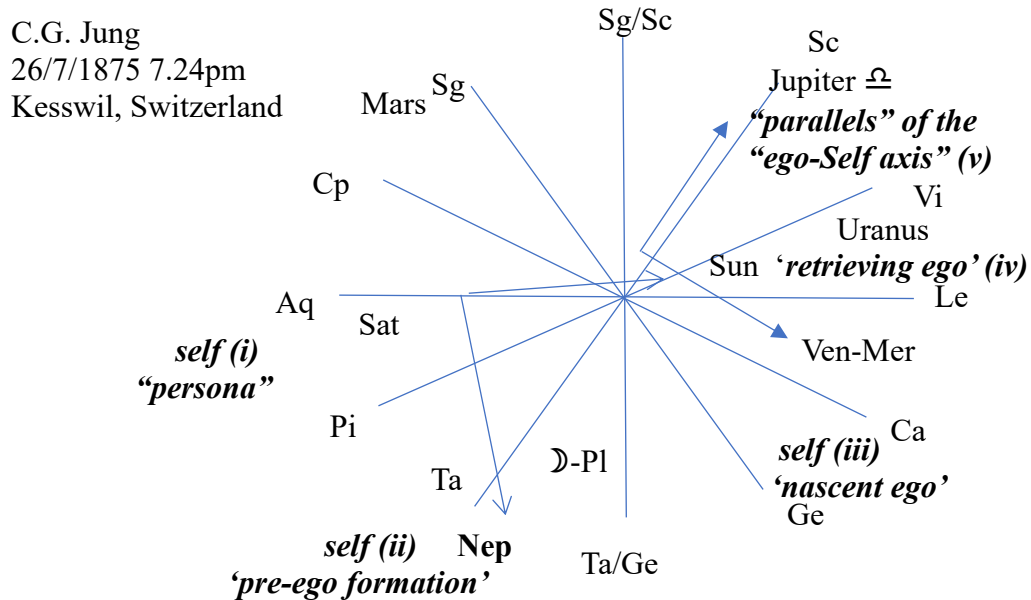 C.G. Jung
26/7/1875 7.24pm
Kesswil, Switzerland
Sg/Sc
Sc
Jupiter ♎
“parallels” of the
“ego-Self axis” (v)
Mars
Sg
Cp
Vi
Uranus
Sun ‘retrieving ego’ (iv)
Le
Aq
Sat
self (i)
“persona”
Ven-Mer
Pi
Ca
self (iii)
‘nascent ego’
Ge
Ta
☽-Pl
self (ii) Nep
‘pre-ego formation’
Ta/Ge